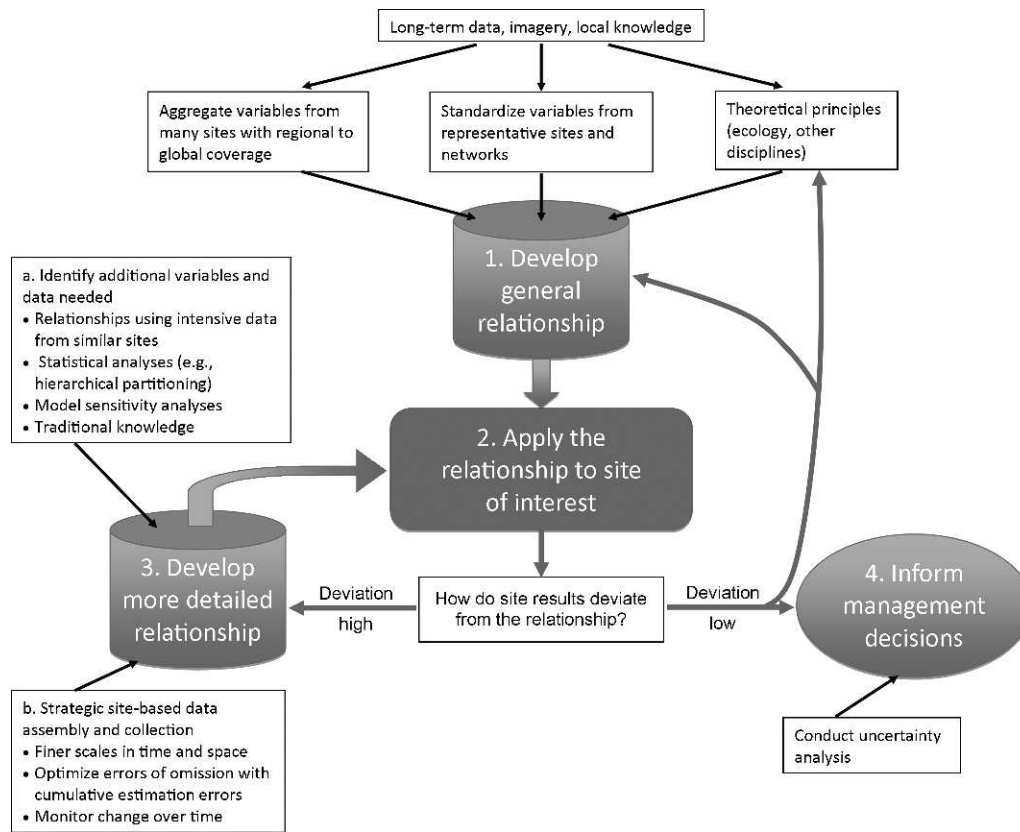 Long-term data, imagery, local knowledge
Aggregate variables from
many sites with regional to
global coverage
Standardize variables from
representative sites and
networks
Theoretical principles
(ecology, other
disciplines)
1. Develop
general
relationship
a. Identify additional variables and
data needed
• Relationships using intensive data
from similar sites
• Statistical analyses (e.g.,
hierarchical partitioning)
• Model sensitivity analyses
• Traditional knowledge
2. Apply the
relationship to site
of interest
3. Develop
more detailed
relationship
Deviation
high
How do site results deviate
from the relationship?
Deviation
low
4. Inform
management
decisions
b. Strategic site-based data
assembly and collection
• Finer scales in time and space
• Optimize errors of omission with
cumulative estimation errors
• Monitor change over time
Conduct uncertainty
analysis